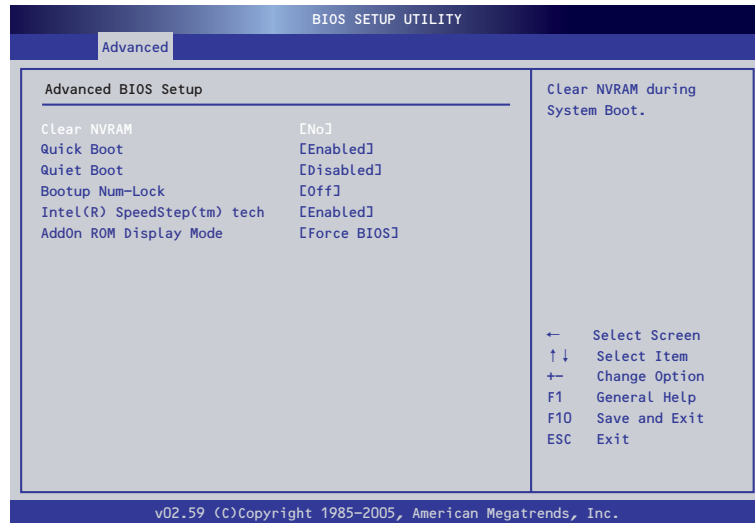 BIOS SETUP UTILITY
Advanced
Advanced BIOS Setup
Clear NVRAM [No]
Quick Boot [Enabled]
Quiet Boot [Disabled]
Bootup Num-Lock [Off]
Intel(R) SpeedStep(tm) tech [Enabled]
AddOn ROM Display Mode [Force BIOS]
Clear NVRAM during
System Boot.
← Select Screen
↑↓ Select Item
+- Change Option
F1 General Help
F10 Save and Exit
ESC Exit
v02.59 (C)Copyright 1985-2005, American Megatrends, Inc.